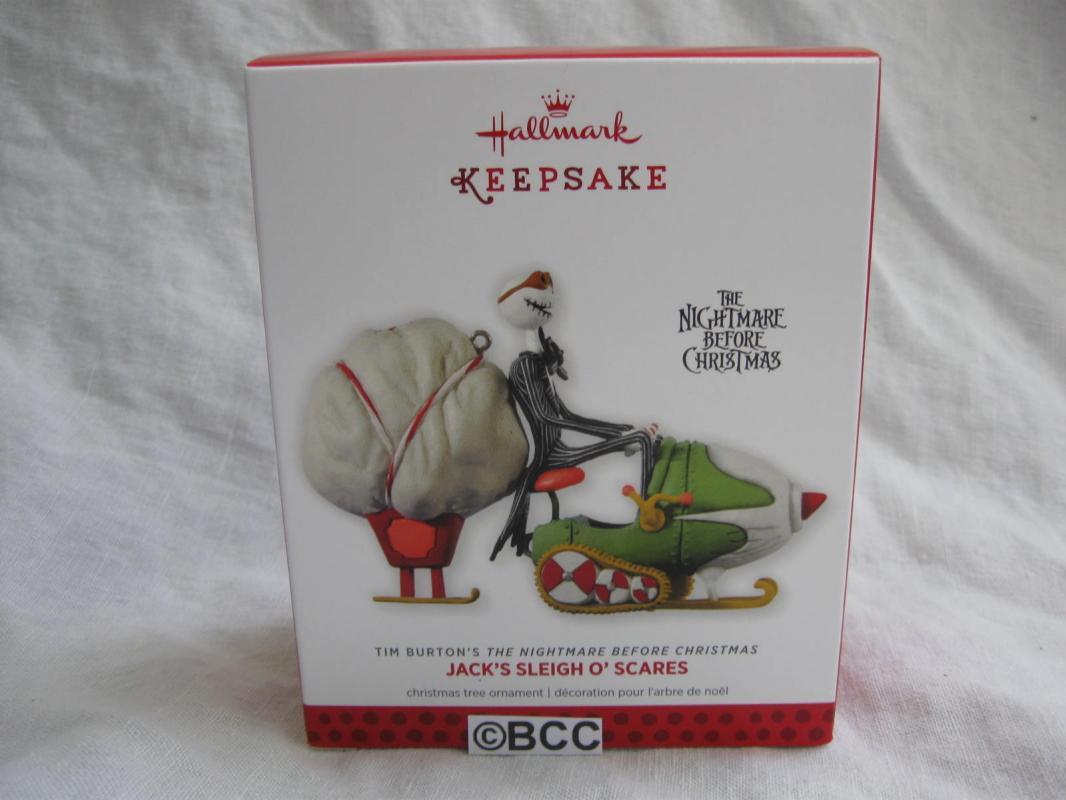 Hallmark
KEEPSAKE
THE
NIGHTMARE
BEFORE
CHRISTMAS
TIM BURTON'S THE NIGHTMARE BEFORE CHRISTMAS
JACK'S SLEIGH O' SCARES
christmas tree ornament | décoration pour l'arbre de noël
©BCC